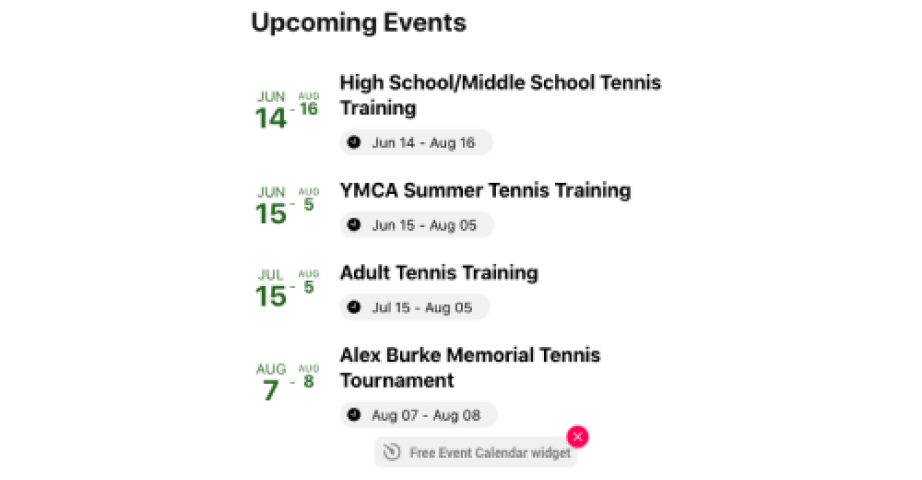 Upcoming Events
JUN AUG
14 - 16
High School/Middle School Tennis
Training
Jun 14 - Aug 16
JUN AUG
15 - 5
YMCA Summer Tennis Training
Jun 15 - Aug 05
JUL AUG
15 - 5
Adult Tennis Training
Jul 15 - Aug 05
AUG AUG
7 - 8
Alex Burke Memorial Tennis
Tournament
Aug 07 - Aug 08
Free Event Calendar widget